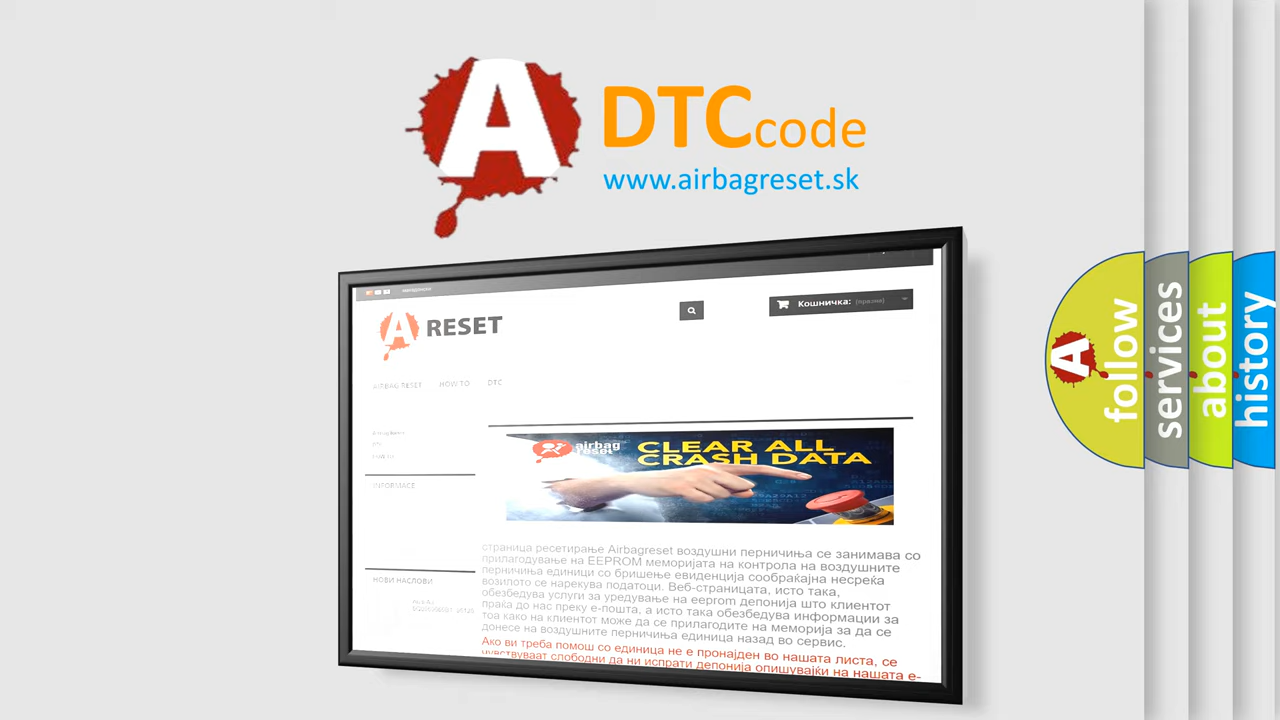 A DTC code
www.airbagreset.sk
A RESET
Кошничка: (празни)
AIRBAG RESET HOW TO DTC
airbag reset
CLEAR ALL
CRASH DATA
INFORMACE
страница ресетирање Airbagreset воздушни перничиња се занимава со
прилагодување на EEPROM меморијата на контрола на воздушните
перничиња единици со бришење евиденција сообраќајна несреќа
возилото се нарекува податоци. Веб-страницата, исто така,
обезбедува услуги за уредување на eeprom депонија што клиентот
праќа до нас преку е-пошта, а исто така обезбедува информации за
тоа како на клиентот може да се прилагодите на меморија за да се
донесе на воздушните перничиња единица назад во сервис.
Ако ви треба помош со единица не е пронајден во нашата листа, се
чувствуваат слободни да ни испрати депонија опишувајќи на нашата е-
НОВИ НАСЛОВИ
A follow
services
about
history